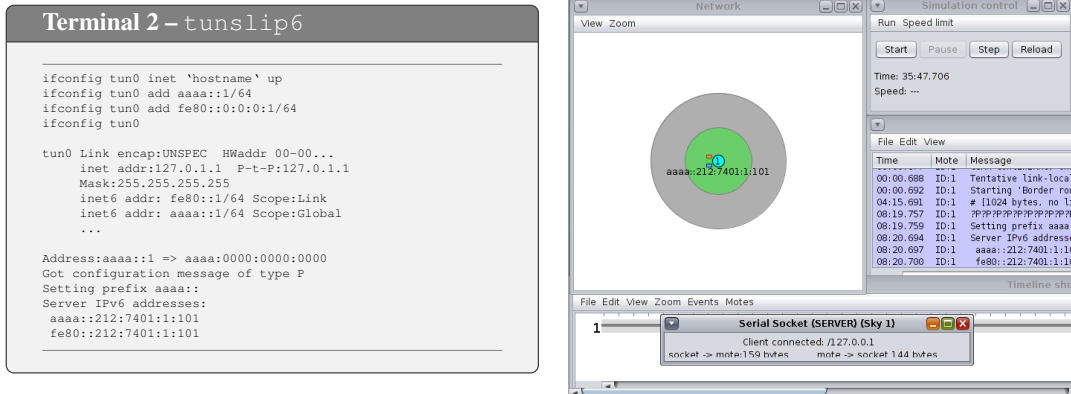 Terminal 2 – tunslip6
ifconfig tun0 inet ‘hostname‘ up
ifconfig tun0 add aaaa::1/64
ifconfig tun0 add fe80::0:0:0:1/64
ifconfig tun0
tun0 Link encap:UNSPEC HWaddr 00-00...
inet addr:127.0.1.1 P-t-P:127.0.1.1
Mask:255.255.255.255
inet6 addr: fe80::1/64 Scope:Link
inet6 addr: aaaa::1/64 Scope:Global
...
Address:aaaa::1 => aaaa:0000:0000:0000
Got configuration message of type P
Setting prefix aaaa::
Server IPv6 addresses:
aaaa::212:7401:1:101
fe80::212:7401:1:101
Network
View Zoom
1
aaaa::212:7401:1:101
Simulation control
Run Speed limit
Start Pause Step Reload
Time: 35:47.706
Speed: ---
File Edit View
Time Mote Message
00:00.688 ID:1 Tentative link-local
00:00.692 ID:1 Starting 'Border
04:15.691 ID:1 # [1024 bytes, no
08:19.757 ID:1 ?P?P?P?P?P?P?P?P?P?
08:19.759 ID:1 Setting prefix aaaa
08:20.694 ID:1 Server IPv6
08:20.697 ID:1 aaaa::212:7401:1:1
08:20.700 ID:1 fe80::212:7401:1:1
Timeline
File Edit View Zoom Events Motes
1
Serial Socket (SERVER) (Sky 1)
Client connected: /127.0.0.1
socket -> mote:159 bytes mote -> socket 144 bytes